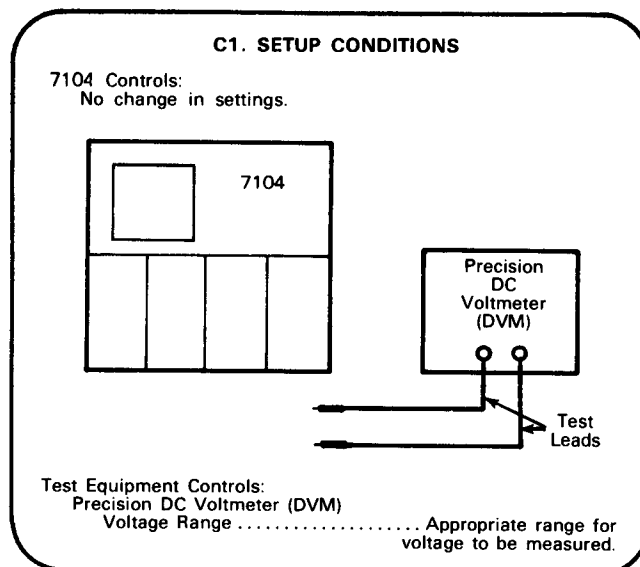 C1. SETUP CONDITIONS
7104 Controls:
No change in settings.
7104
Precision
DC
Voltmeter
(DVM)
Test
Leads
Test Equipment Controls:
Precision DC Voltmeter (DVM)
Voltage Range ..................... Appropriate range for
voltage to be measured.